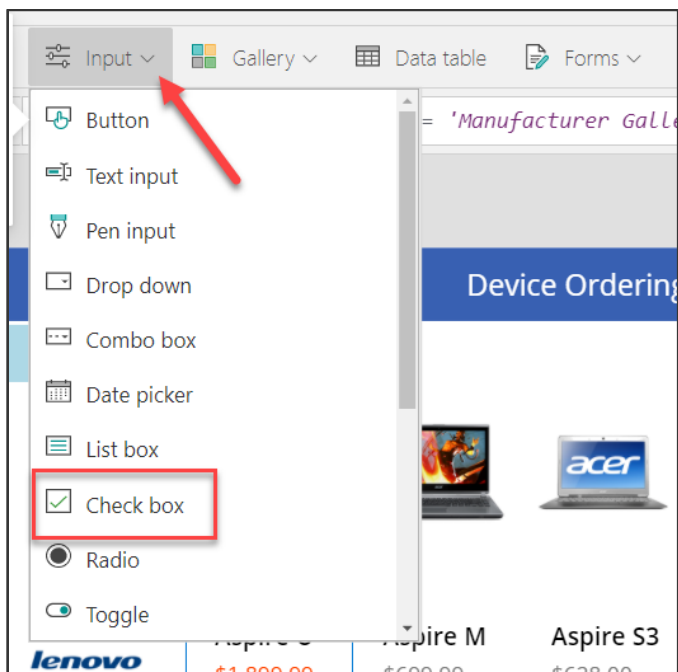 Input Gallery Data table Forms
Button
= 'Manufacturer Galle
Text input
Pen input
Drop down
Device Ordering
Combo box
Date picker
List box
acer
Check box
Radio
Toggle
Aspire M Aspire S3
lenovo